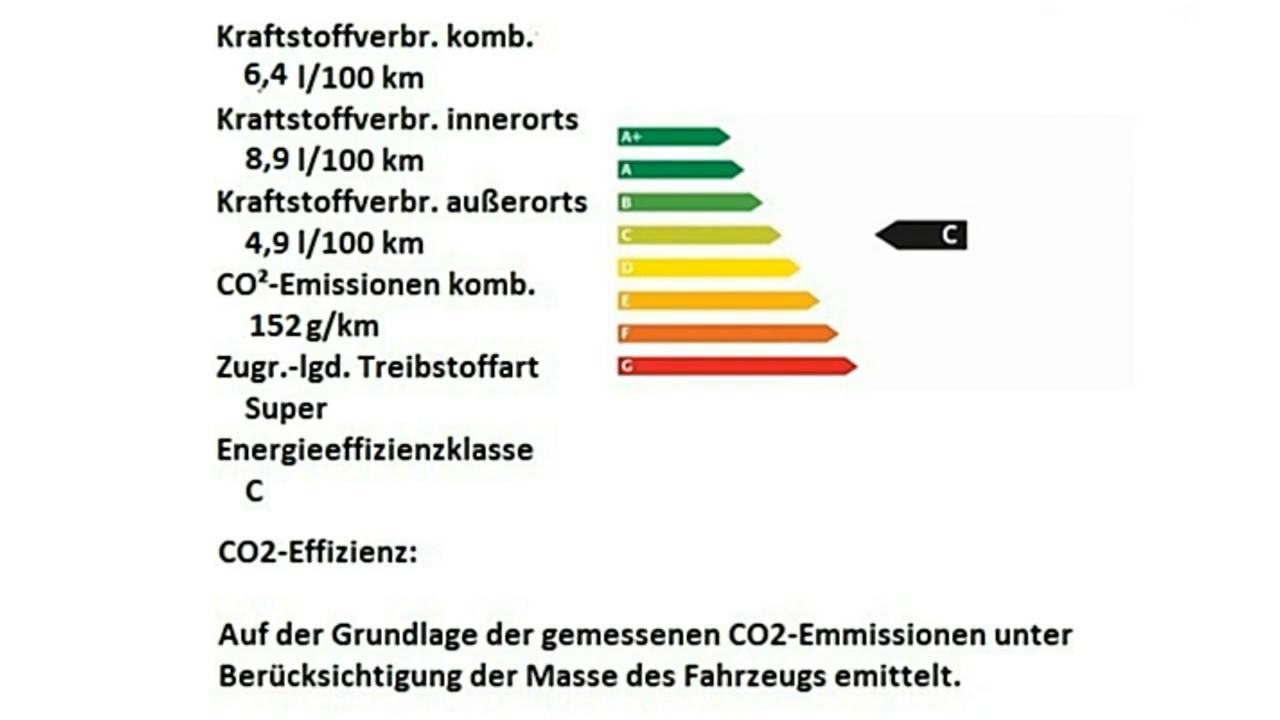 Kraftstoffverbr. komb.
6,4 l/100 km
Krattstoffverbr. innerorts
8,9 l/100 km
Kraftstoffverbr. außerorts
4,9 l/100 km
CO²-Emissionen komb.
152 g/km
Zugr.-lgd. Treibstoffart
Super
Energieeffizienzklasse
C
A+
A
B
C
D
E
F
G
C
CO2-Effizienz:
Auf der Grundlage der gemessenen CO2-Emmissionen unter
Berücksichtigung der Masse des Fahrzeugs emittelt.